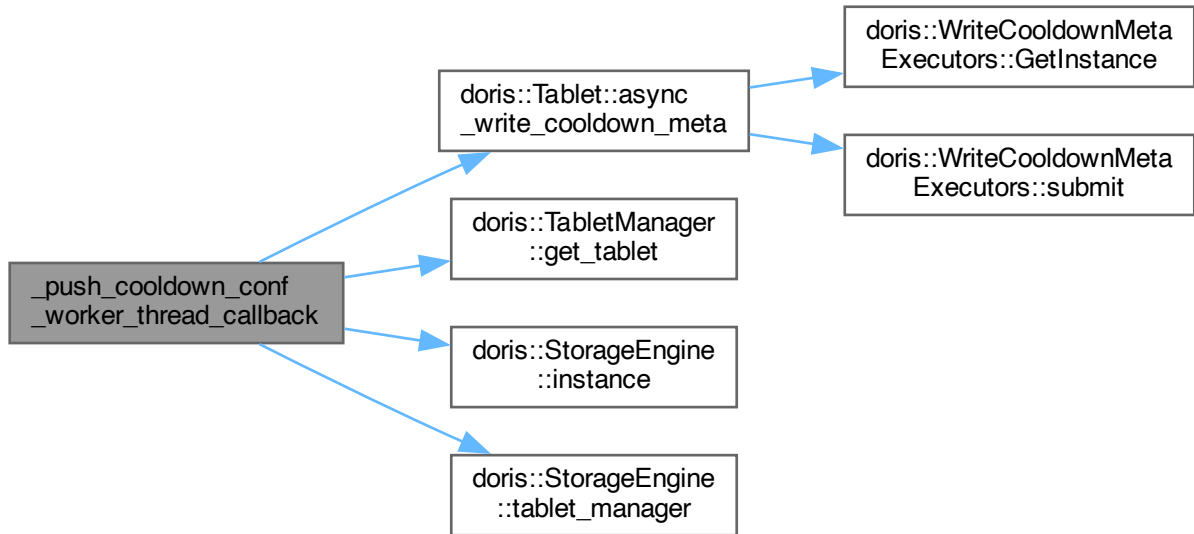 _push_cooldown_conf
_worker_thread_callback
doris::Tablet::async
_write_cooldown_meta
doris::TabletManager
::get_tablet
doris::StorageEngine
::instance
doris::StorageEngine
::tablet_manager
doris::WriteCooldownMeta
Executors::GetInstance
doris::WriteCooldownMeta
Executors::submit